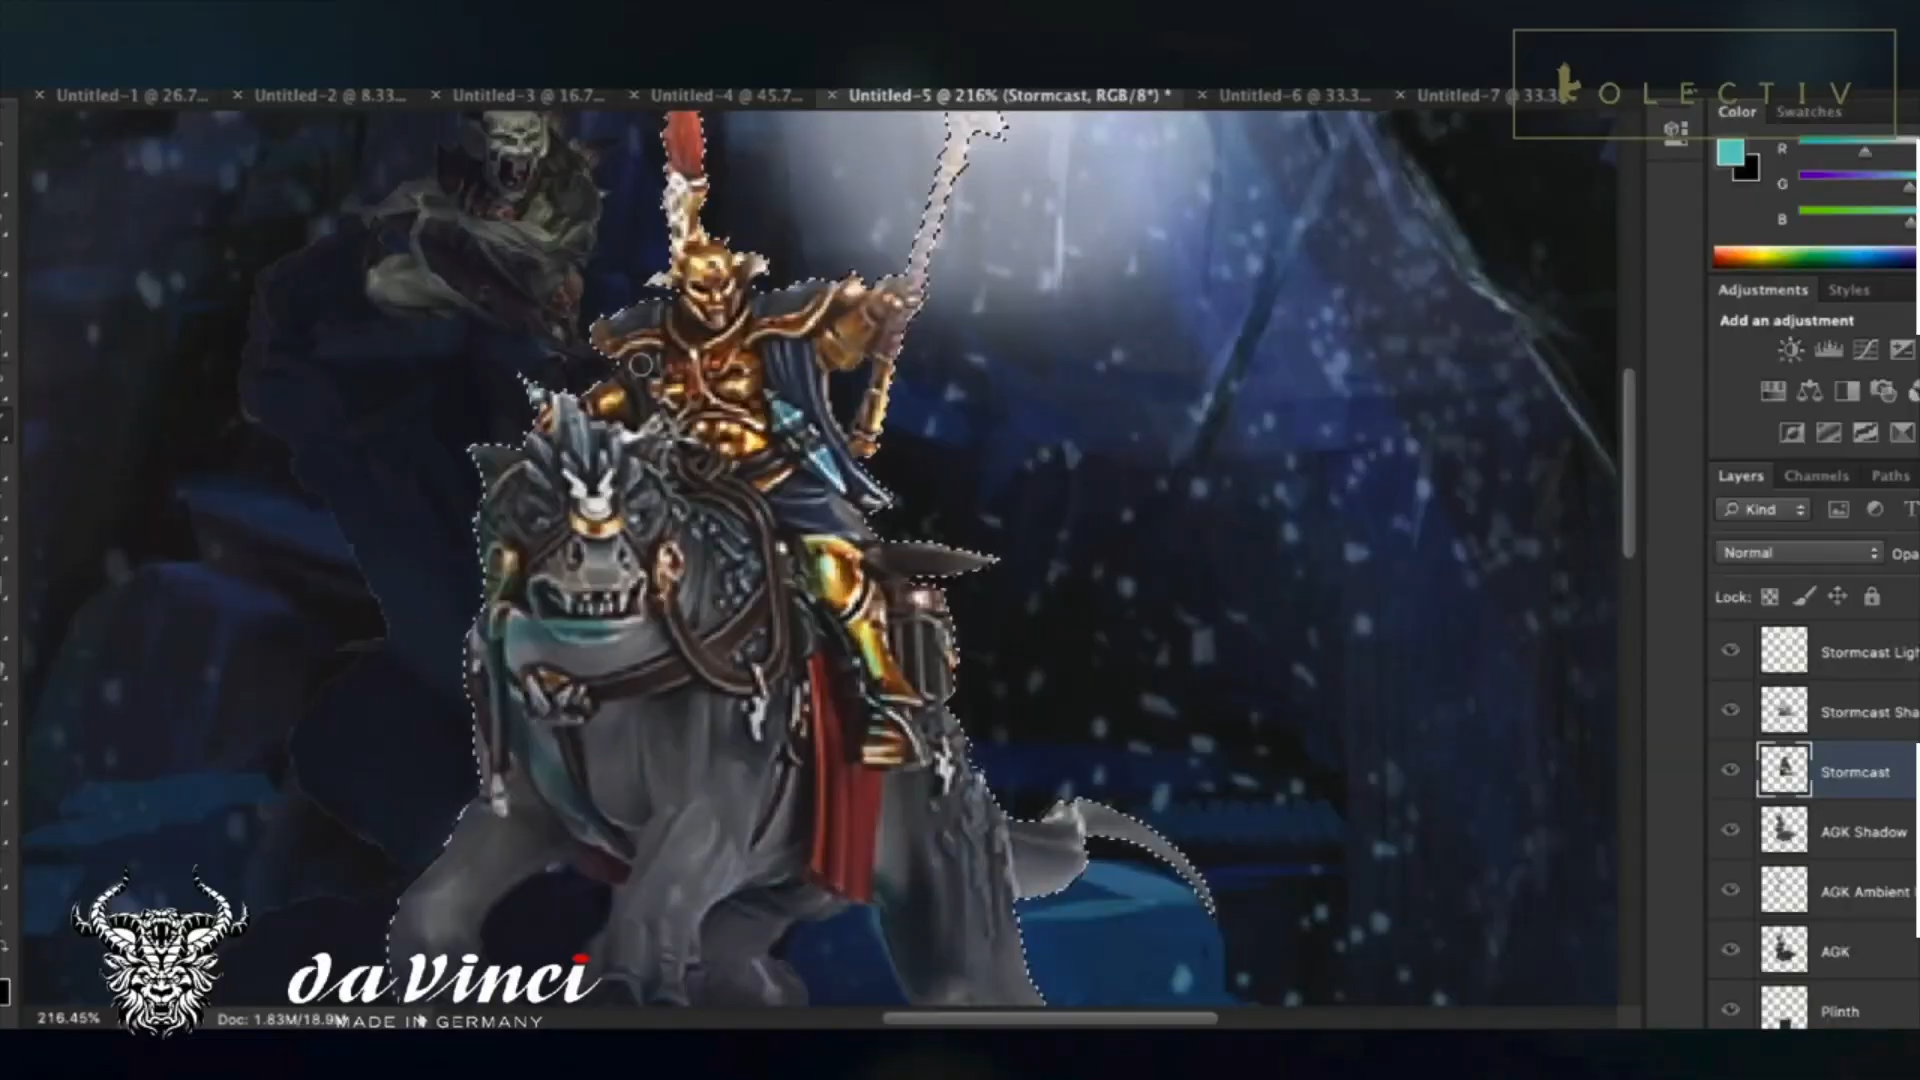 KOLECTIV
Untitled-1 @ 26.7...
Untitled-2 @ 8.33...
Untitled-3 @ 16.7...
Untitled-4 @ 45.7...
Untitled-5 @ 216% (Stormcast, RGB/8*) *
Untitled-6 @ 33.3...
Untitled-7 @ 33.3
Color
Swatches
R
G
B
Adjustments
Styles
Add an adjustment
Layers
Channels
Paths
Kind
T
Normal
Opa
Lock:
Stormcast Ligh
Stormcast Sha
Stormcast
AGK Shadow
AGK Ambient
AGK
Plinth
da Vinci
MADE IN GERMANY
216.45%
Doc: 1.83M/18.9M